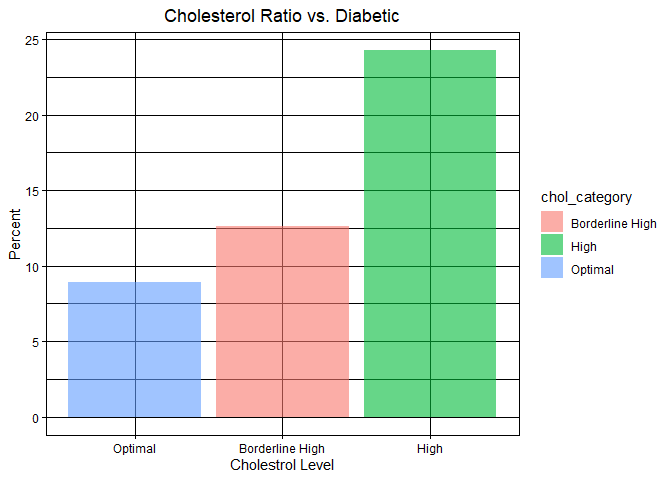 Cholesterol Ratio vs. Diabetic
25
20
15
10
5
0
Percent
Optimal
Borderline High
High
Cholestrol Level
chol_category
Borderline High
High
Optimal